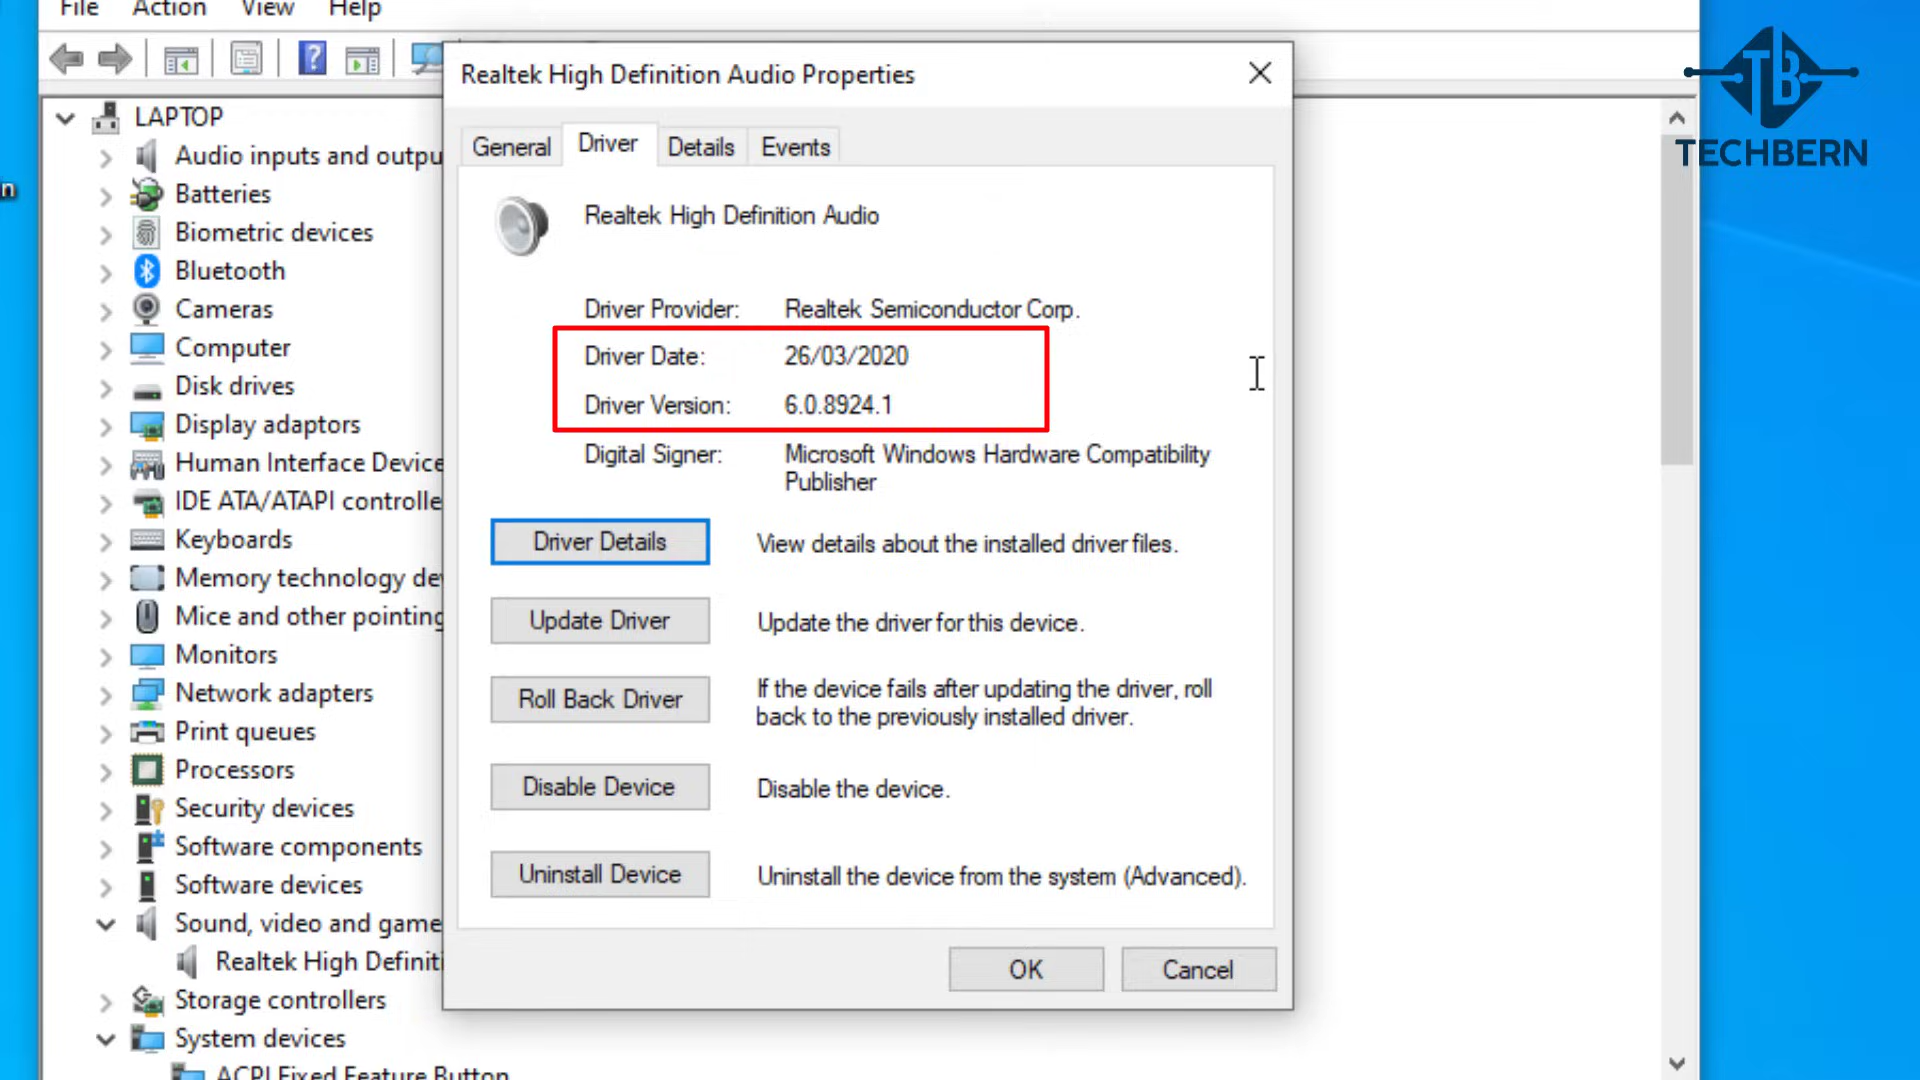 File Action View Help
TB
TECHBERN
n
LAPTOP
Audio inputs and outpu
Batteries
Biometric devices
Bluetooth
Cameras
Computer
Disk drives
Display adaptors
Human Interface Device
IDE ATA/ATAPI controlle
Keyboards
Memory technology de
Mice and other pointing
Monitors
Network adapters
Print queues
Processors
Security devices
Software components
Software devices
Sound, video and game
Realtek High Definiti
Storage controllers
System devices
ACPI Fixed Feature Button
Realtek High Definition Audio Properties
General Driver Details Events
Realtek High Definition Audio
Driver Provider: Realtek Semiconductor Corp.
Driver Date: 26/03/2020
Driver Version: 6.0.8924.1
Digital Signer: Microsoft Windows Hardware Compatibility
Publisher
Driver Details View details about the installed driver files.
Update Driver Update the driver for this device.
Roll Back Driver If the device fails after updating the driver, roll
back to the previously installed driver.
Disable Device Disable the device.
Uninstall Device Uninstall the device from the system (Advanced).
OK Cancel